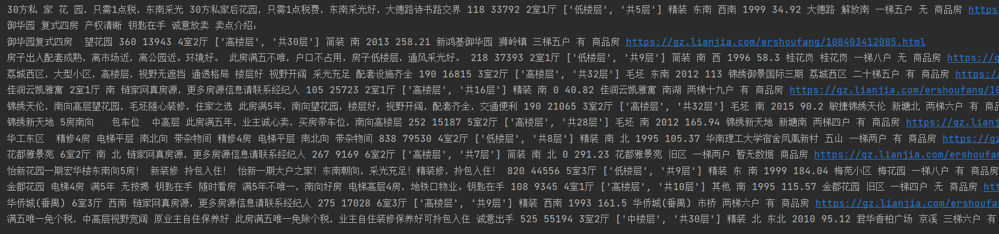 30方私 家 花 园，只需1点税，东南采光 30方私家后花园，只需1点税费，东南采光好，大德路诗书路交界 118 33792 2室1厅 ['低楼层', '共5层'] 精装 东南 西南 1999 34.92 大德路 解放南 一梯五户 无 商品房 https
御华园 复式四房 产权清晰 钥匙在手 诚意放卖 卖点介绍：
御华园复式四房  望花园 360 13943 4室2厅 ['高楼层', '共30层'] 简装 南 2013 258.21 新鸿基御华园 狮岭镇 三梯五户 有 商品房 https://gz.lianjia.com/ershoufang/108403412085.html
房子出入配套成熟，离市场近，离公园近。环境好。 此房满五不唯，户口不占用，房子低楼层，通风采光好。 218 37393 2室1厅 ['低楼层', '共9层'] 简装 南 西 1996 58.3 桂花岗 桂花岗 一梯八户 无 商品房 https://g
荔城西区，大型小区，高楼层，视野无遮挡 通透格局 楼层好 视野开阔 采光充足 配套设施齐全 190 16815 3室2厅 ['高楼层', '共32层'] 毛坯 东南 2012 113 锦绣御景国际三期 荔城西区 二十梯五户 有 商品房 https:/
佳润云凯雅寓 2室1厅 南 链家网真房源，更多房源信息请联系经纪人 105 25723 2室1厅 ['高楼层', '共16层'] 精装 南 0 40.82 佳润云凯雅寓 南湖 两梯十九户 有 商品房 https://gz.lianjia.com/ershoufang/10
锦绣天伦，南向高层望花园，毛坯随心装修，住家之选 此房满5年，南向望花园，楼层好，视野开阔，配套齐全，交通便利 190 21065 3室2厅 ['高楼层', '共32层'] 毛坯 南 2015 90.2 敏捷锦绣天伦 新塘北 两梯六户 有 商品
锦绣新天地 5房南向   包车位  中高层 此房满五年，业主诚心卖，买房带车位，南向高楼层 252 15187 5室2厅 ['高楼层', '共28层'] 毛坯 南 2012 165.94 锦绣新天地 新塘南 两梯四户 有 商品房 https://gz.lianj
华工东区  精修4房 电梯平层 南北向 带杂物间 精修4房 电梯平层 南北向 带杂物间 838 79530 4室2厅 ['低楼层', '共8层'] 精装 南 北 1995 105.37 华南理工大学宿舍凤凰新村 五山 一梯两户 有 商品房 https://gz
花都雅景苑 6室2厅 南 北 链家网真房源，更多房源信息请联系经纪人 267 9169 6室2厅 ['高楼层', '共7层'] 简装 南 北 0 291.23 花都雅景苑 旧区 一梯两户 暂无数据 商品房 https://gz.lianjia.com/ershoufan
怡新花园一期宏华楼东南向5房！ 新装修 拎包入住！ 怡新一期大户之家！东南朝向，采光充足！精装修，拎包入住！ 820 44556 5室3厅 ['低楼层', '共9层'] 精装 东 南 1999 184.04 梅苑小区 梅花园 一梯八户 有 商品房
金都花园 电梯4房 满5年 无按揭 钥匙在手 随时看房 满5年不唯一，南向好房 电梯高层4房，地铁口物业。钥匙在手 108 9345 4室1厅 ['高楼层', '共10层'] 其他 南 1995 115.57 金都花园 旧区 一梯四户 无 商品房 htt
华侨城(番禺) 6室3厅 西南 链家网真房源，更多房源信息请联系经纪人 275 17028 6室3厅 ['高楼层', '共9层'] 精装 西南 1993 161.5 华侨城(番禺) 市桥 两梯六户 有 商品房 https://gz.lianjia.com/ershoufan
满五唯一免个税，中高层视野宽阔 原业主自住保养好 此房满五唯一免除个税，业主自住装修保养好可拎包入住 诚意出手 525 55194 3室2厅 ['中楼层', '共30层'] 精装 北 东北 2010 95.12 君华香柏广场 京溪 三梯六户 有